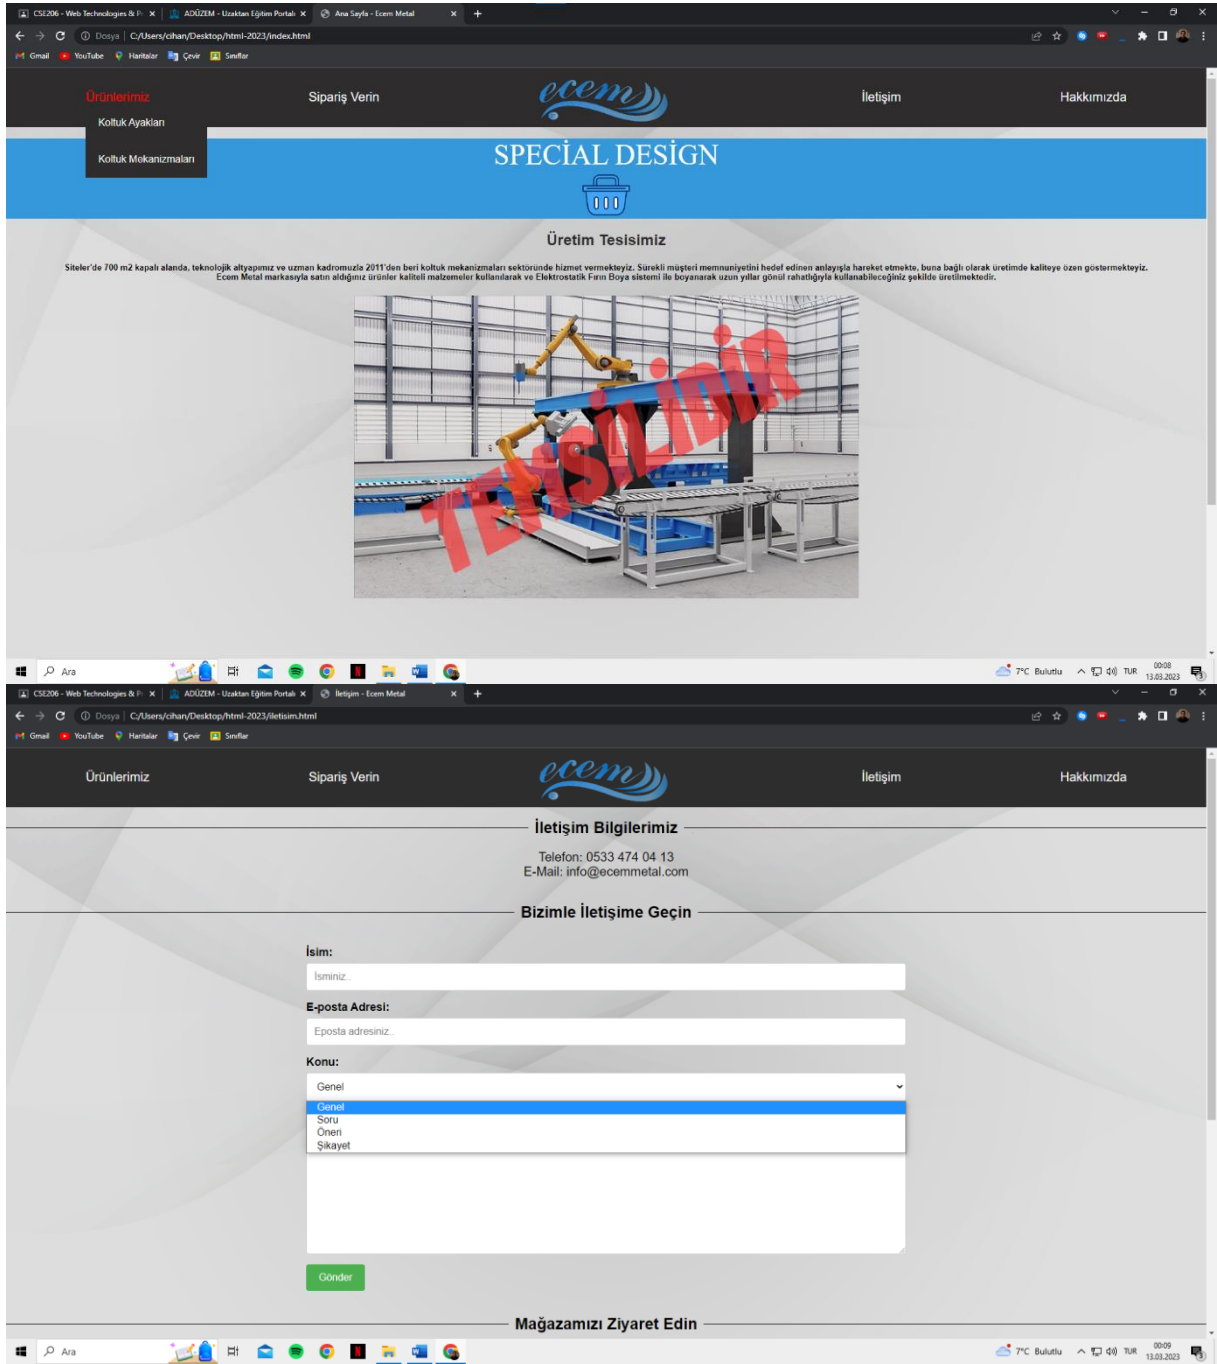 CSE206 - Web Technologies & P
ADÜZEM - Uzaktan Eğitim Portalı
Ana Sayfa - Ecem Metal
Dosya | C:/Users/cihan/Desktop/html-2023/index.html
Gmail YouTube Haritalar Çevir Sınıflar
Ürünlerimiz Sipariş Verin ecem İletişim Hakkımızda
Koltuk Ayakları
Koltuk Mekanizmaları
SPECİAL DESİGN
Üretim Tesisimiz
Siteler'de 700 m2 kapalı alanda, teknolojik altyapımız ve uzman kadromuzla 2011'den beri koltuk mekanizmaları sektöründe hizmet vermekteyiz. Sürekli müşteri memnuniyetini hedef edinen anlayışla hareket etmekte, buna bağlı olarak üretimde kaliteye özen göstermekteyiz.
Ecem Metal markasıyla satın aldığınız ürünler kaliteli malzemeler kullanılarak ve Elektrostatik Fırın Boya sistemi ile boyanarak uzun yıllar gönül rahatlığıyla kullanabileceğiniz şekilde üretilmektedir.
TEMSİLİDİR
Ara
7°C Bulutlu TUR 00:08
13.03.2023
CSE206 - Web Technologies & P
ADÜZEM - Uzaktan Eğitim Portalı
İletişim - Ecem Metal
Dosya | C:/Users/cihan/Desktop/html-2023/iletisim.html
Gmail YouTube Haritalar Çevir Sınıflar
Ürünlerimiz Sipariş Verin ecem İletişim Hakkımızda
İletişim Bilgilerimiz
Telefon: 0533 474 04 13
E-Mail: info@ecemmetal.com
Bizimle İletişime Geçin
İsim:
İsminiz..
E-posta Adresi:
Eposta adresiniz..
Konu:
Genel
Genel
Soru
Öneri
Şikayet
Gönder
Mağazamızı Ziyaret Edin
Ara
7°C Bulutlu TUR 00:09
13.03.2023